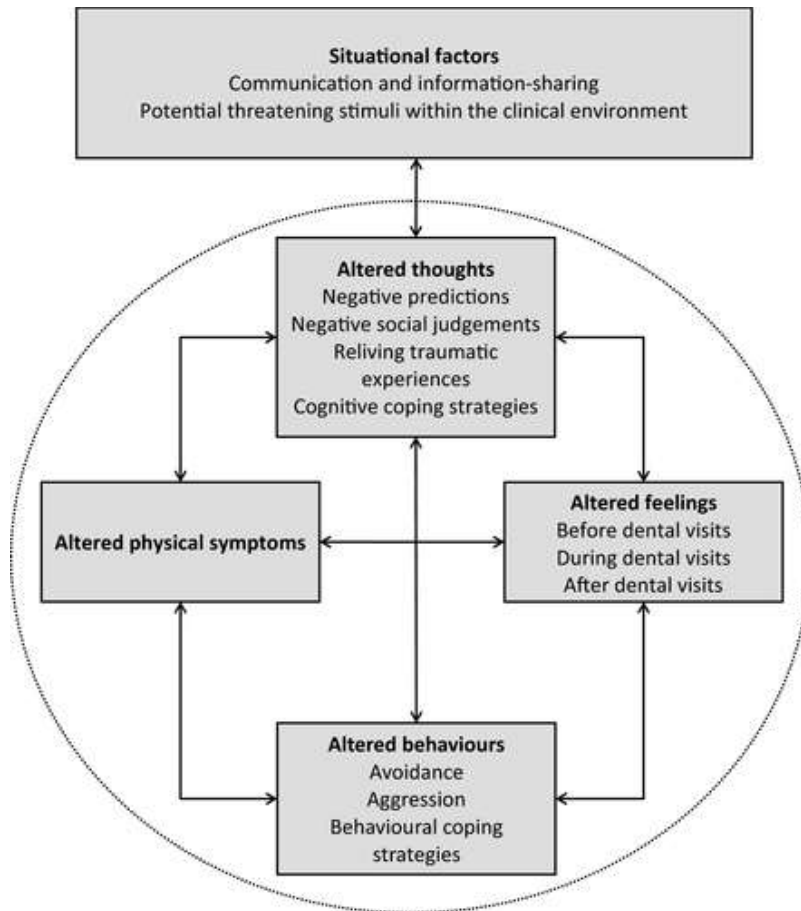 Situational factors
Communication and information-sharing
Potential threatening stimuli within the clinical environment
Altered thoughts
Negative predictions
Negative social judgements
Reliving traumatic
experiences
Cognitive coping strategies
Altered physical symptoms
Altered feelings
Before dental visits
During dental visits
After dental visits
Altered behaviours
Avoidance
Aggression
Behavioural coping
strategies